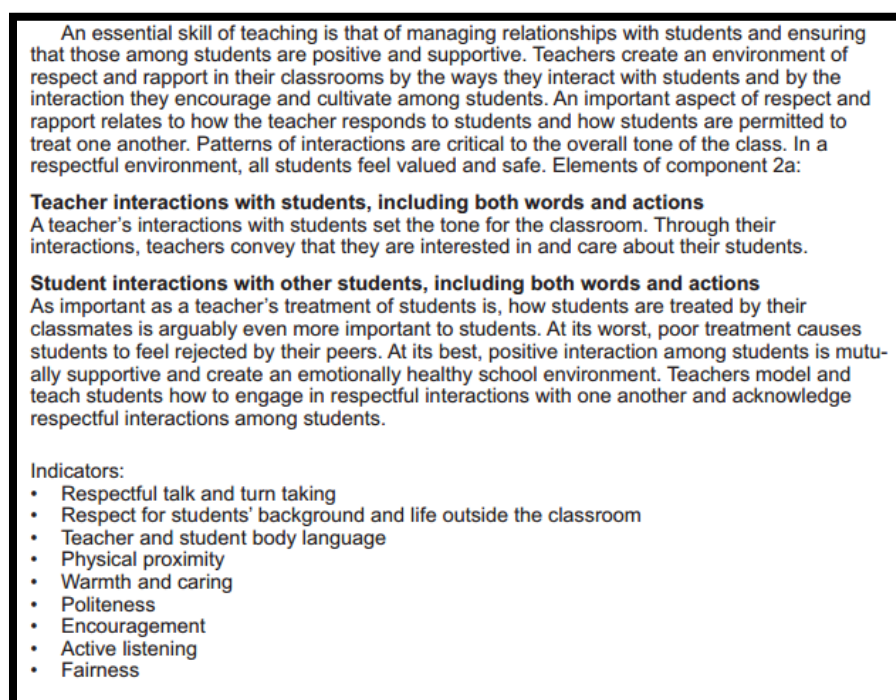 An essential skill of teaching is that of managing relationships with students and ensuring
that those among students are positive and supportive. Teachers create an environment of
respect and rapport in their classrooms by the ways they interact with students and by the
interaction they encourage and cultivate among students. An important aspect of respect and
rapport relates to how the teacher responds to students and how students are permitted to
treat one another. Patterns of interactions are critical to the overall tone of the class. In a
respectful environment, all students feel valued and safe. Elements of component 2a:
Teacher interactions with students, including both words and actions
A teacher's interactions with students set the tone for the classroom. Through their
interactions, teachers convey that they are interested in and care about their students.
Student interactions with other students, including both words and actions
As important as a teacher's treatment of students is, how students are treated by their
classmates is arguably even more important to students. At its worst, poor treatment causes
students to feel rejected by their peers. At its best, positive interaction among students is mutu-
ally supportive and create an emotionally healthy school environment. Teachers model and
teach students how to engage in respectful interactions with one another and acknowledge
respectful interactions among students.
Indicators:
• Respectful talk and turn taking
• Respect for students' background and life outside the classroom
• Teacher and student body language
• Physical proximity
• Warmth and caring
• Politeness
• Encouragement
• Active listening
• Fairness